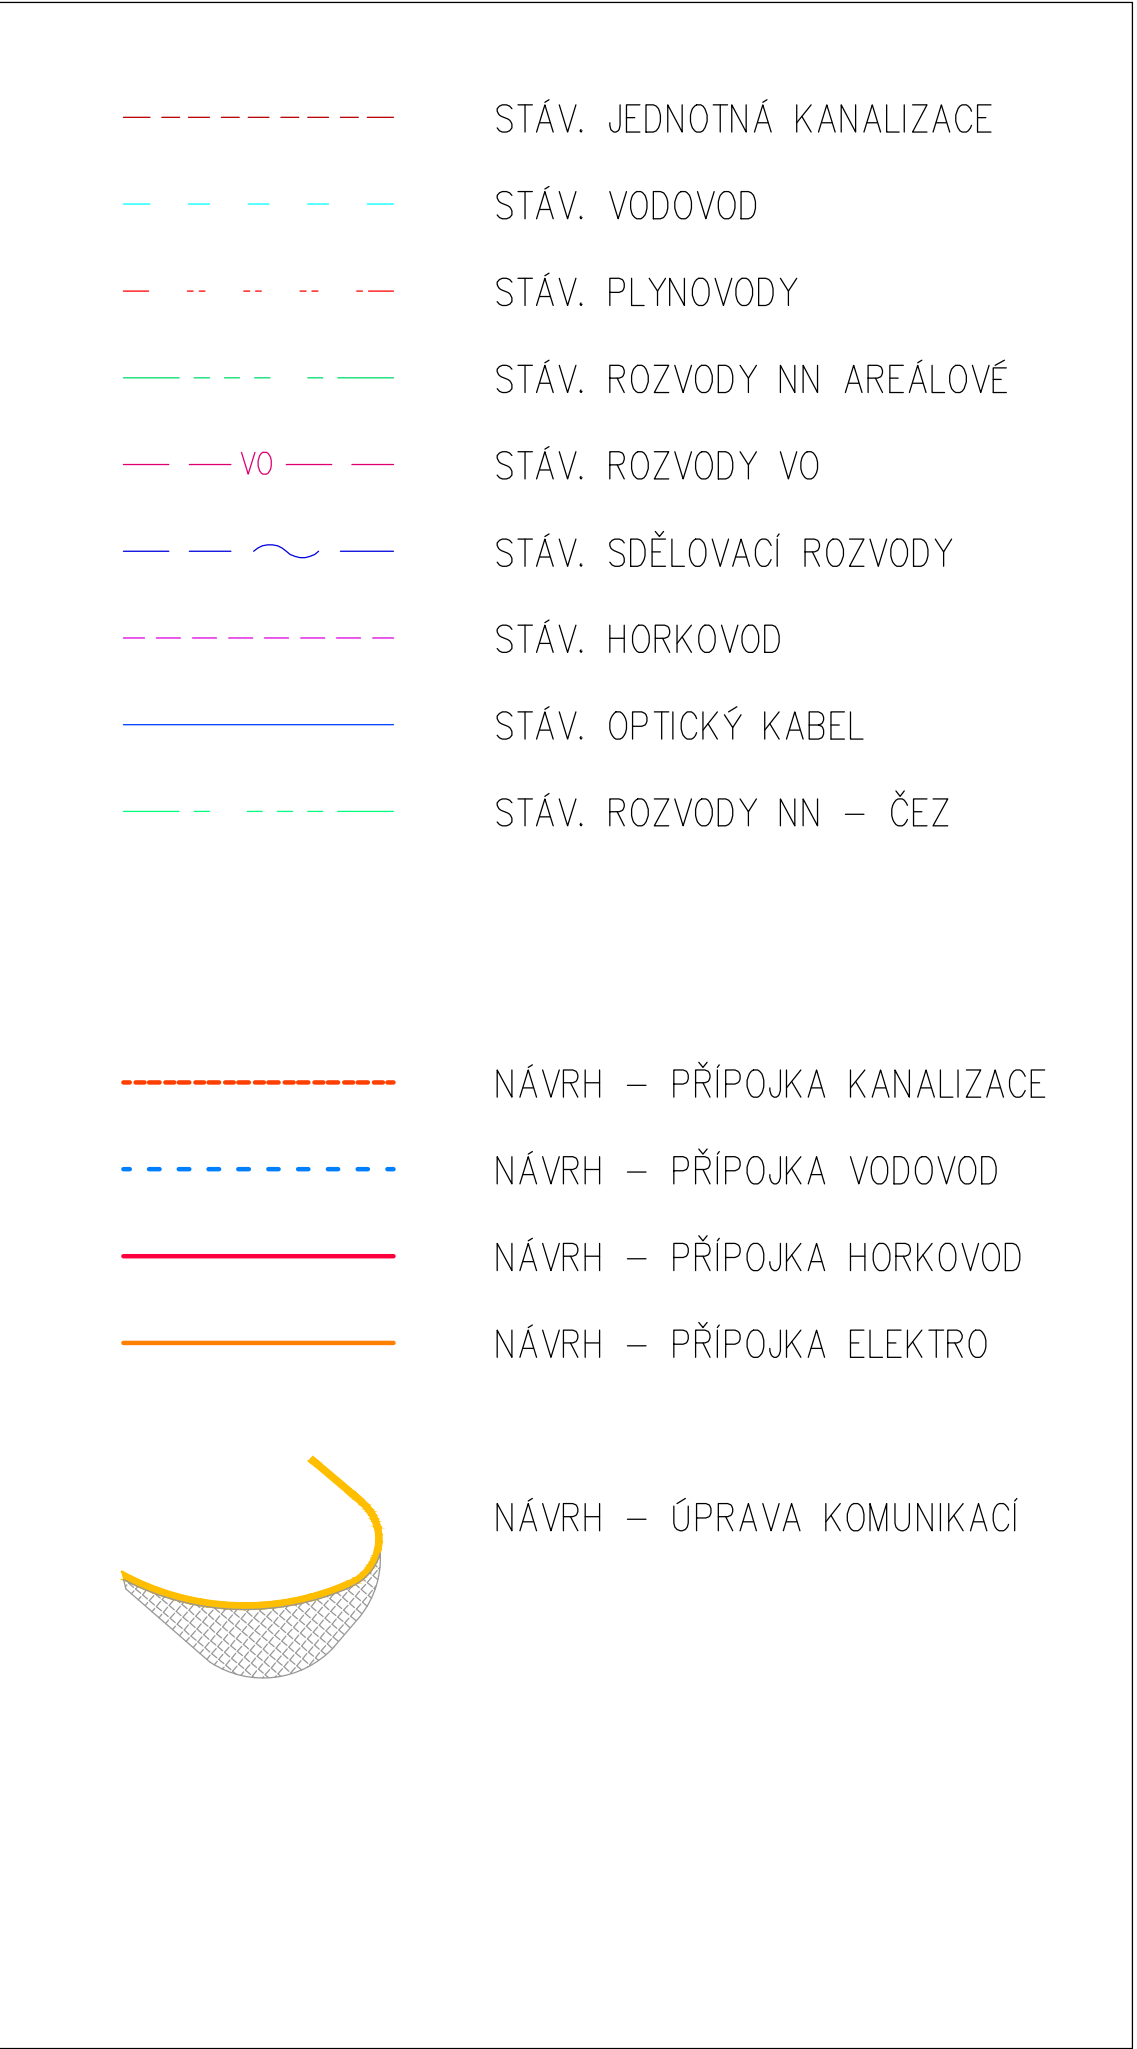 STÁV. JEDNOTNÁ KANALIZACE
STÁV. VODOVOD
STÁV. PLYNOVODY
STÁV. ROZVODY NN AREÁLOVÉ
VO STÁV. ROZVODY VO
STÁV. SDĚLOVACÍ ROZVODY
STÁV. HORKOVOD
STÁV. OPTICKÝ KABEL
STÁV. ROZVODY NN – ČEZ
NÁVRH – PŘÍPOJKA KANALIZACE
NÁVRH – PŘÍPOJKA VODOVOD
NÁVRH – PŘÍPOJKA HORKOVOD
NÁVRH – PŘÍPOJKA ELEKTRO
NÁVRH – ÚPRAVA KOMUNIKACÍ